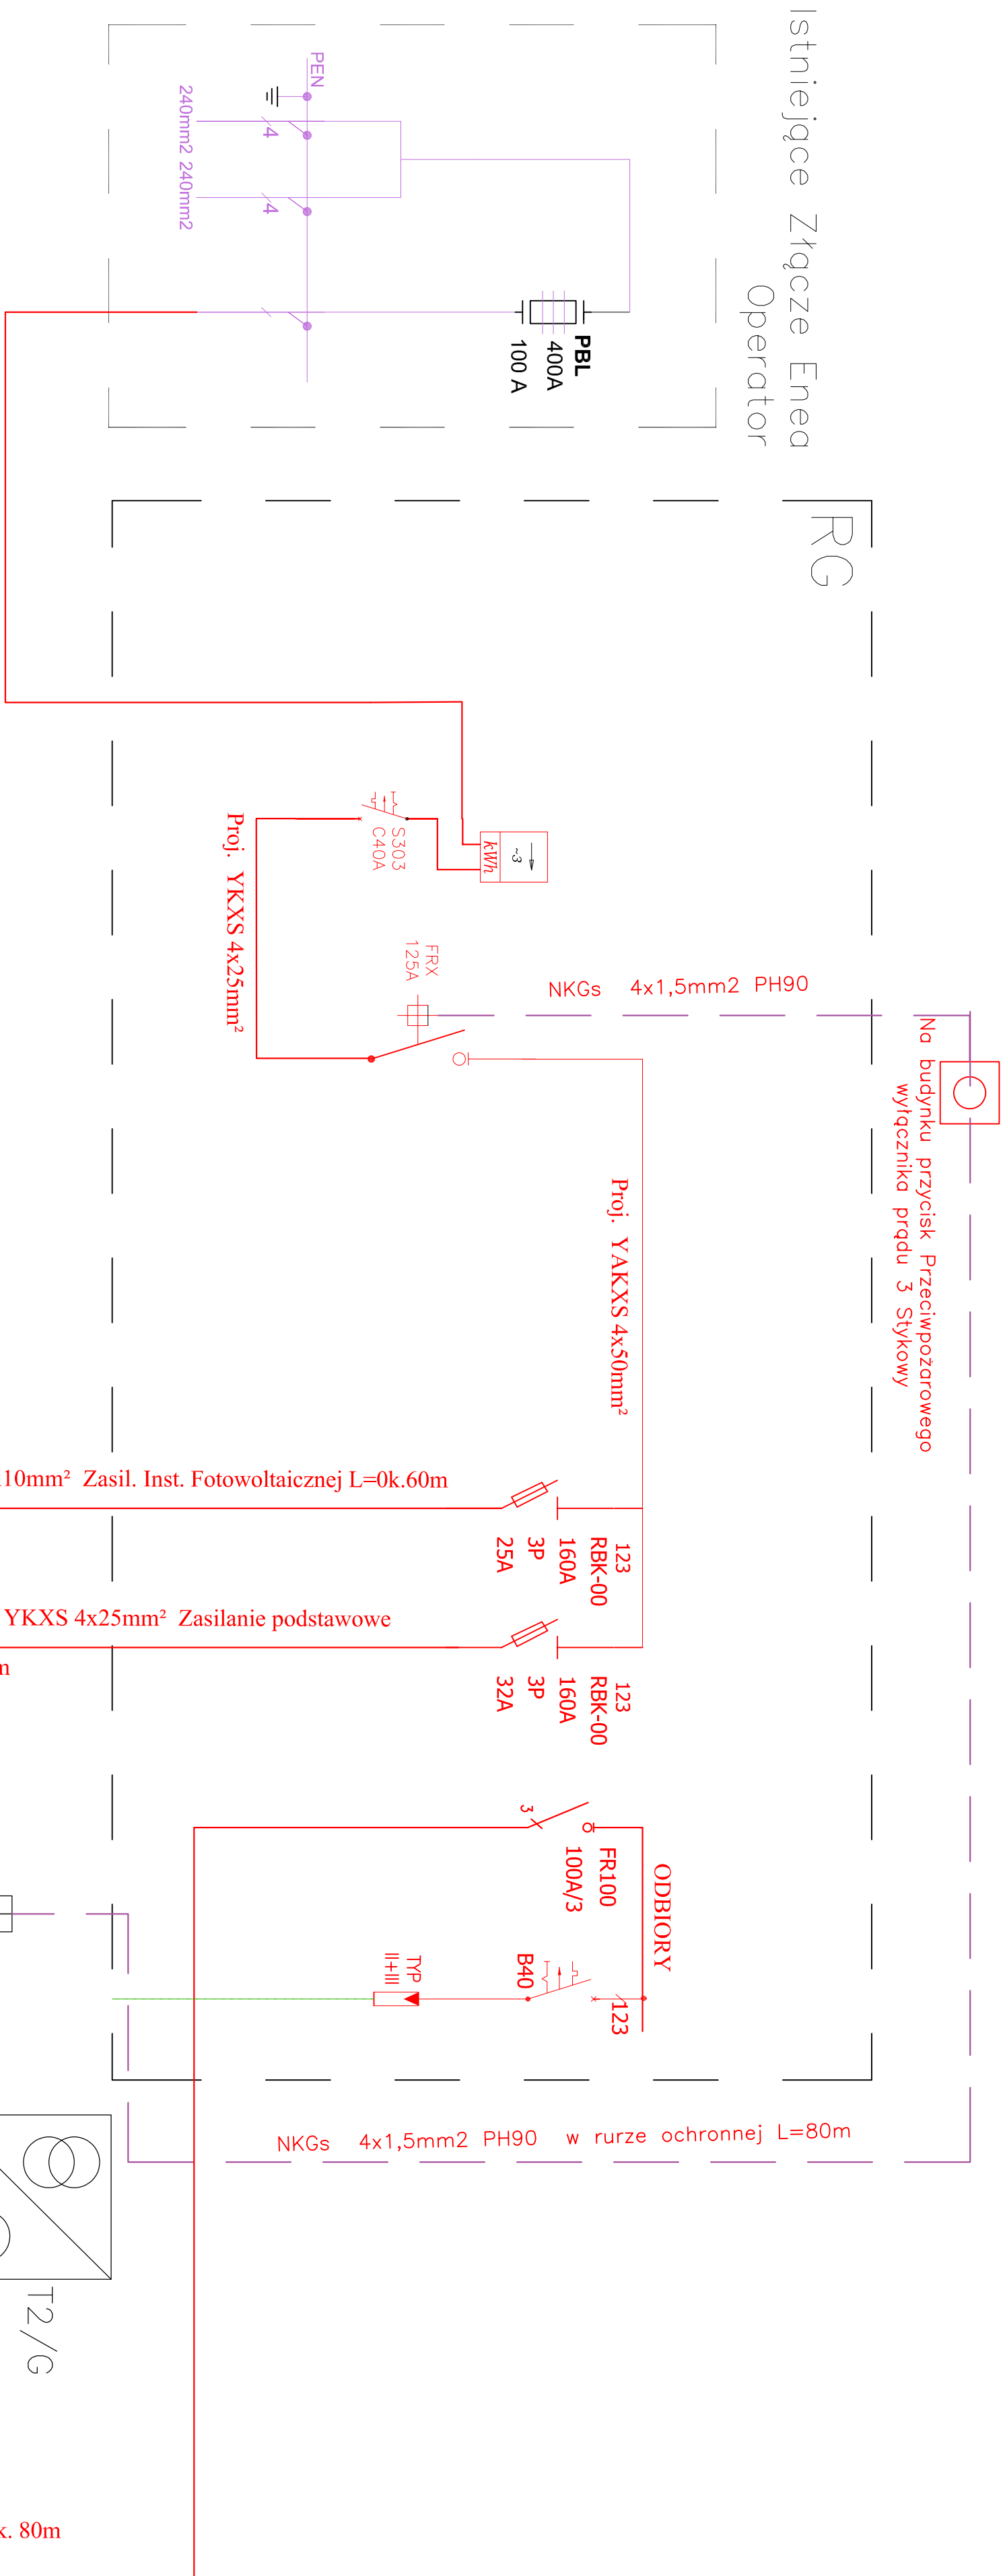 Istniejące Złącze Enea
Operator
PEN
240mm2 240mm2
4
4
PBL
400A
100 A
RG
~3
kWh
S303
C40A
Proj. YKXS 4x25mm²
FRX
125A
NKGs 4x1,5mm2 PH90
Na budynku przycisk Przeciwpożarowego
wyłącznika prądu 3 Stykowy
Proj. YAKXS 4x50mm²
10mm² Zasil. Inst. Fotowoltaicznej L=0k.60m
123
RBK-00
160A
3P
25A
YKXS 4x25mm² Zasilanie podstawowe
m
123
RBK-00
160A
3P
32A
3
FR100
100A/3
ODBIORY
123
B40
TYP
II+III
NKGs 4x1,5mm2 PH90 w rurze ochronnej L=80m
T2/G
k. 80m